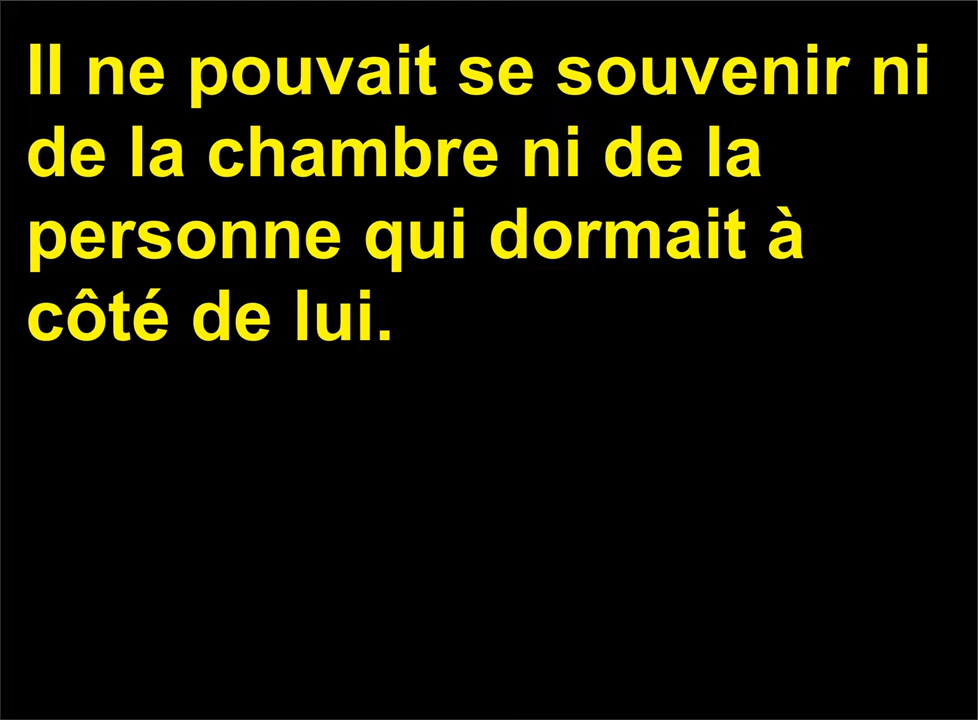 Il ne pouvait se souvenir ni
de la chambre ni de la
personne qui dormait à
côté de lui.